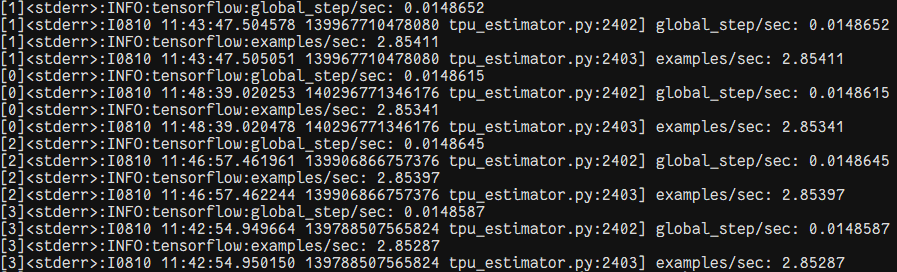 [1]<stderr>:INFO:tensorflow:global_step/sec: 0.0148652
[1]<stderr>:I0810 11:43:47.504578 139967710478080 tpu_estimator.py:2402] global_step/sec: 0.0148652
[1]<stderr>:INFO:tensorflow:examples/sec: 2.85411
[1]<stderr>:I0810 11:43:47.505051 139967710478080 tpu_estimator.py:2403] examples/sec: 2.85411
[0]<stderr>:INFO:tensorflow:global_step/sec: 0.0148615
[0]<stderr>:I0810 11:48:39.020253 140296771346176 tpu_estimator.py:2402] global_step/sec: 0.0148615
[0]<stderr>:INFO:tensorflow:examples/sec: 2.85341
[0]<stderr>:I0810 11:48:39.020478 140296771346176 tpu_estimator.py:2403] examples/sec: 2.85341
[2]<stderr>:INFO:tensorflow:global_step/sec: 0.0148645
[2]<stderr>:I0810 11:46:57.461961 139906866757376 tpu_estimator.py:2402] global_step/sec: 0.0148645
[2]<stderr>:INFO:tensorflow:examples/sec: 2.85397
[2]<stderr>:I0810 11:46:57.462244 139906866757376 tpu_estimator.py:2403] examples/sec: 2.85397
[3]<stderr>:INFO:tensorflow:global_step/sec: 0.0148587
[3]<stderr>:I0810 11:42:54.949664 139788507565824 tpu_estimator.py:2402] global_step/sec: 0.0148587
[3]<stderr>:INFO:tensorflow:examples/sec: 2.85287
[3]<stderr>:I0810 11:42:54.950150 139788507565824 tpu_estimator.py:2403] examples/sec: 2.85287